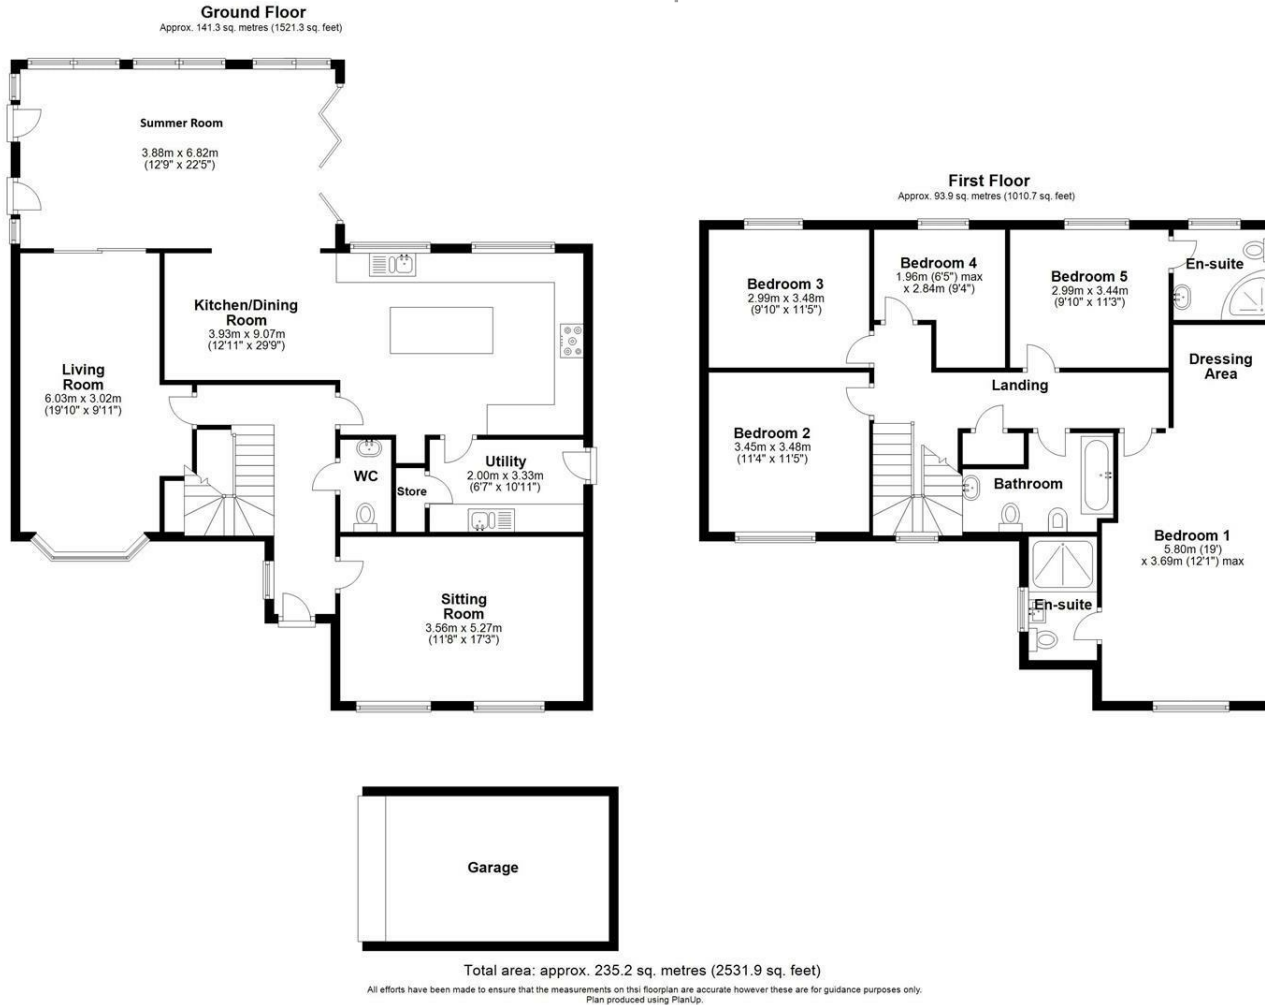 Ground Floor
Approx. 141.3 sq. metres (1521.3 sq. feet)
Summer Room
3.88m x 6.82m
(12'9" x 22'5")
Kitchen/Dining
Room
3.93m x 9.07m
(12'11" x 29'9")
Living
Room
6.03m x 3.02m
(19'10" x 9'11")
WC
Store
Utility
2.00m x 3.33m
(6'7" x 10'11")
Sitting
Room
3.56m x 5.27m
(11'8" x 17'3")
First Floor
Approx. 93.9 sq. metres (1010.7 sq. feet)
Bedroom 3
2.99m x 3.48m
(9'10" x 11'5")
Bedroom 4
1.96m (6'5") max
x 2.84m (9'4")
Bedroom 5
2.99m x 3.44m
(9'10" x 11'3")
En-suite
Dressing
Area
Landing
Bedroom 2
3.45m x 3.48m
(11'4" x 11'5")
Bathroom
Bedroom 1
5.80m (19')
x 3.69m (12'1") max
En-suite
Garage
Total area: approx. 235.2 sq. metres (2531.9 sq. feet)
All efforts have been made to ensure that the measurements on thsi floorplan are accurate however these are for guidance purposes only.
Plan produced using PlanUp.